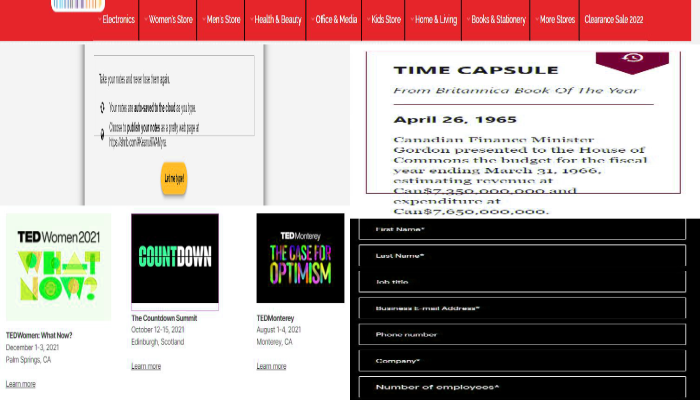 Electronics Women's Store Men's Store Health & Beauty Office & Media Kids Store Home & Living Books & Stationery More Stores Clearance Sale 2022
Take your notes and never lose them again.
Your notes are auto-saved to the cloud as you type.
Choose to publish your notes as a pretty web page at
Let me type!
TIME CAPSULE
From Britannica Book Of The Year
April 26, 1965
Canadian Finance Minister
Gordon presented to the House of
Commons the budget for the fiscal
year ending March 31, 1966,
estimating revenue at
Can$7,350,000,000 and
expenditure at
Can$7,650,000,000.
TEDWomen2021
WHAT
NOW?
TEDWomen: What Now?
December 1-3, 2021
Palm Springs, CA
Learn more
COUNTDOWN
The Countdown Summit
October 12-15, 2021
Edinburgh, Scotland
Learn more
TEDMonterey
THE CASE FOR
OPTIMISM
TEDMonterey
August 1-4, 2021
Monterey, CA
Learn more
First Name*
Last Name*
Job title
Business E-mail Address*
Phone number
Company*
Number of employees*